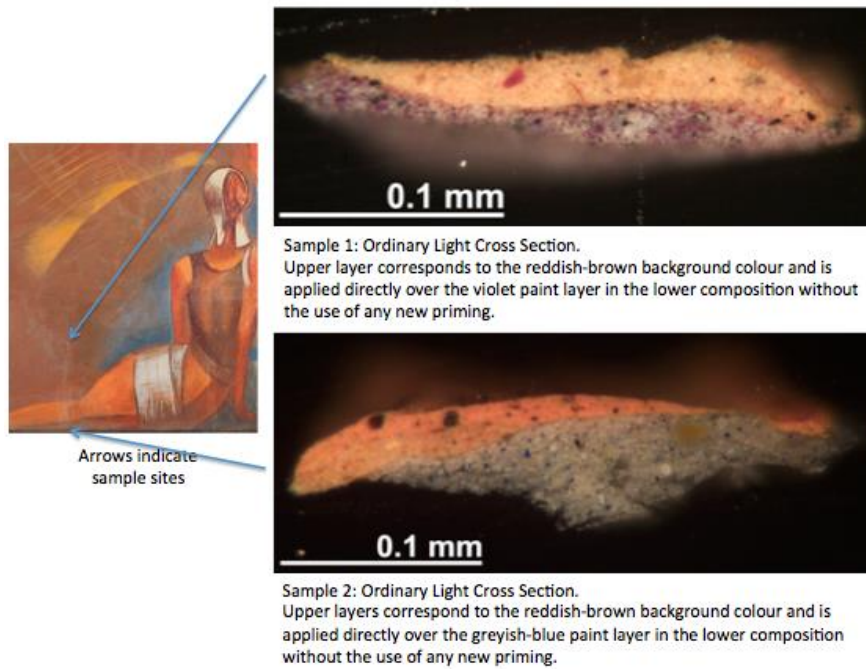 0.1 mm
Sample 1: Ordinary Light Cross Section.
Upper layer corresponds to the reddish-brown background colour and is
applied directly over the violet paint layer in the lower composition without
the use of any new priming.
Arrows indicate
sample sites
0.1 mm
Sample 2: Ordinary Light Cross Section.
Upper layers correspond to the reddish-brown background colour and is
applied directly over the greyish-blue paint layer in the lower composition
without the use of any new priming.